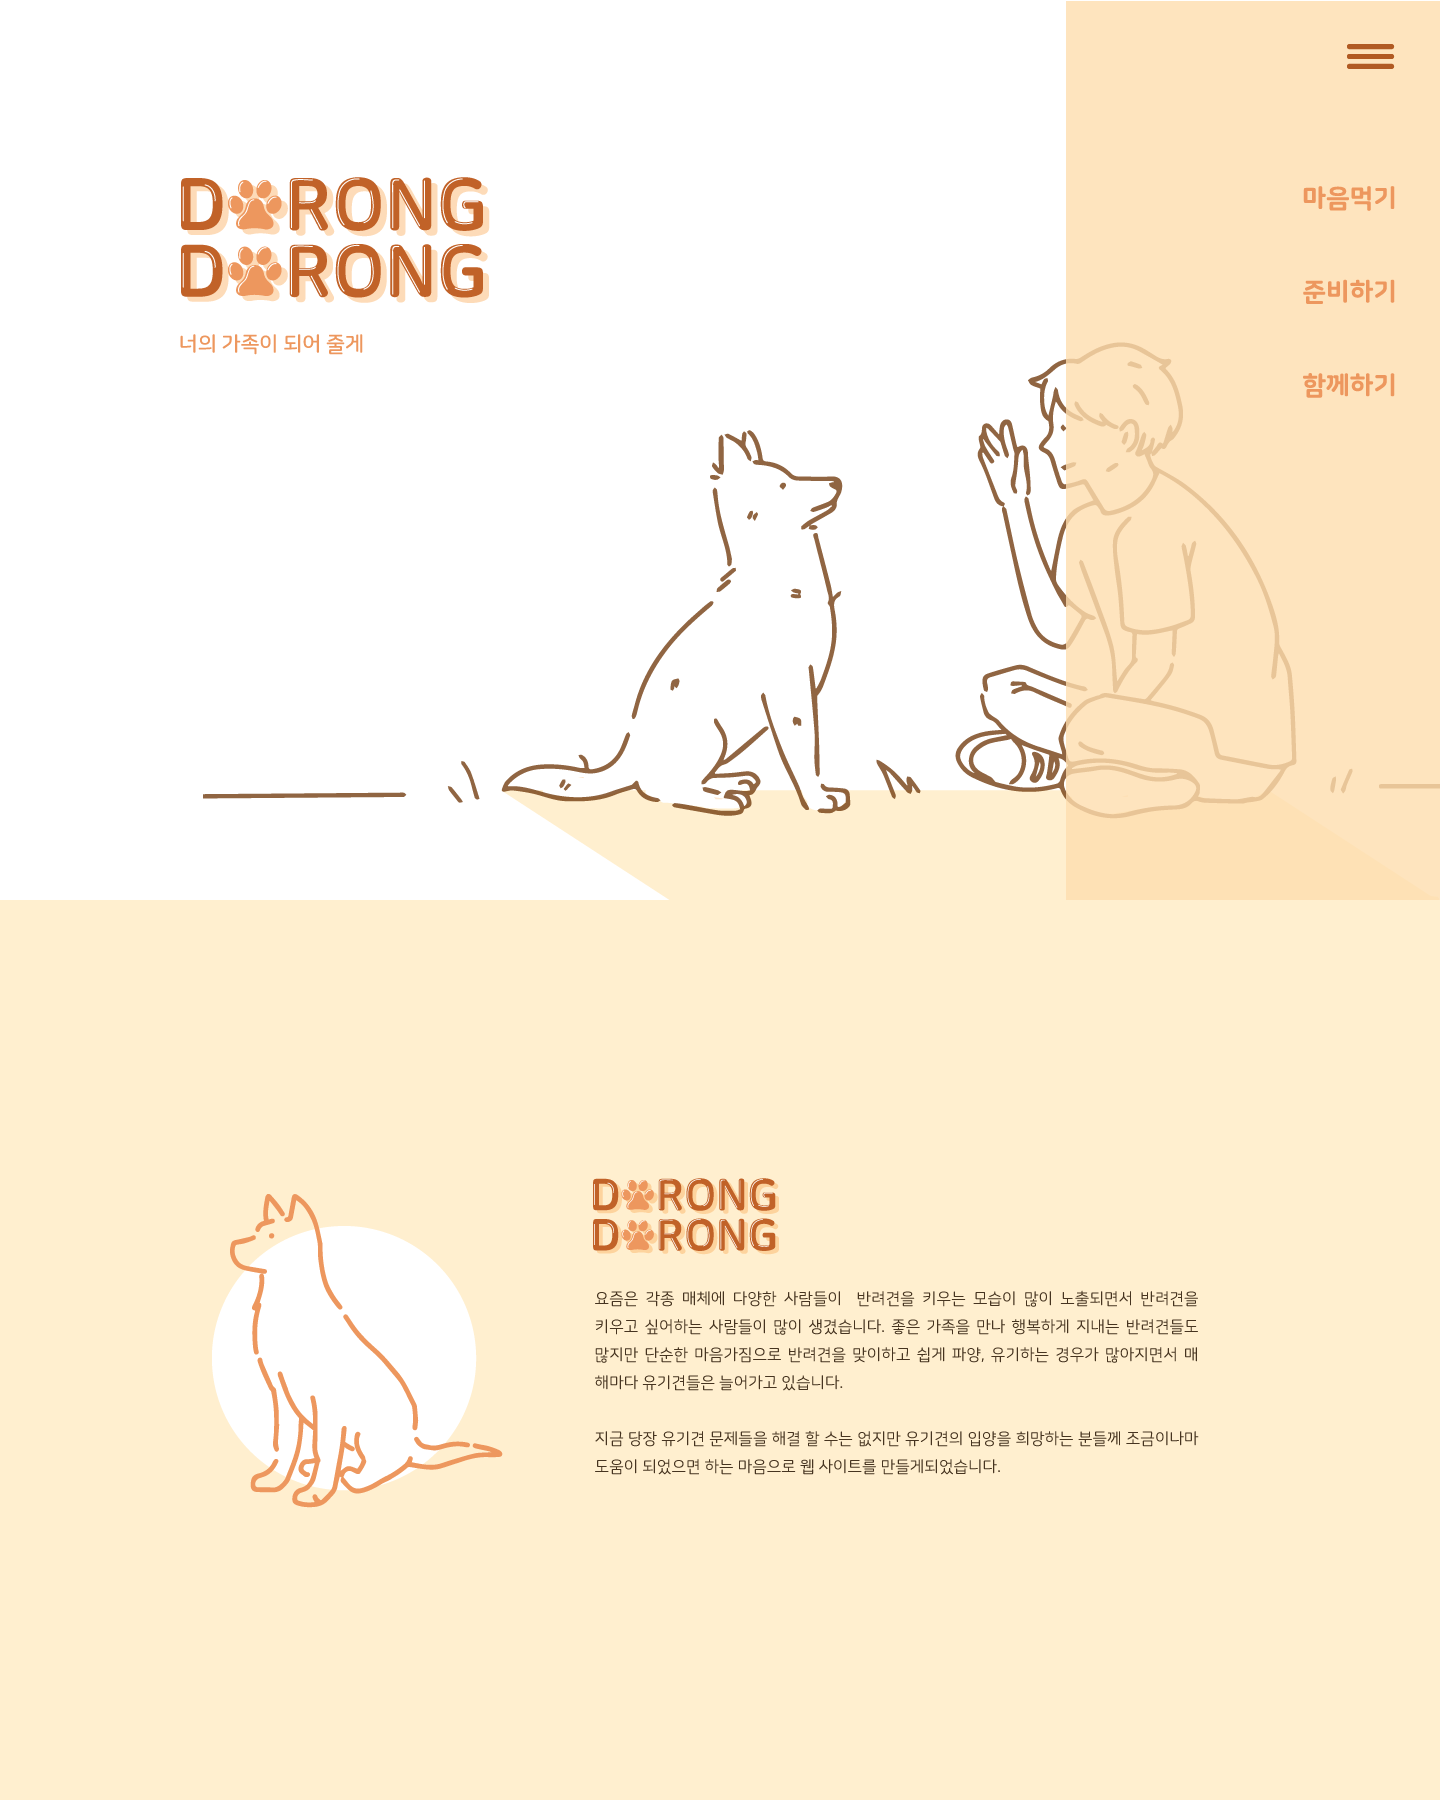 DORONG
DORONG
너의 가족이 되어 줄게
마음먹기
준비하기
함께하기
DORONG
DORONG
요즘은 각종 매체에 다양한 사람들이 반려견을 키우는 모습이 많이 노출되면서 반려견을
키우고 싶어하는 사람들이 많이 생겼습니다. 좋은 가족을 만나 행복하게 지내는 반려견들도
많지만 단순한 마음가짐으로 반려견을 맞이하고 쉽게 파양, 유기하는 경우가 많아지면서 매
해마다 유기견들은 늘어가고 있습니다.
지금 당장 유기견 문제들을 해결 할 수는 없지만 유기견의 입양을 희망하는 분들께 조금이나마
도움이 되었으면 하는 마음으로 웹 사이트를 만들게되었습니다.